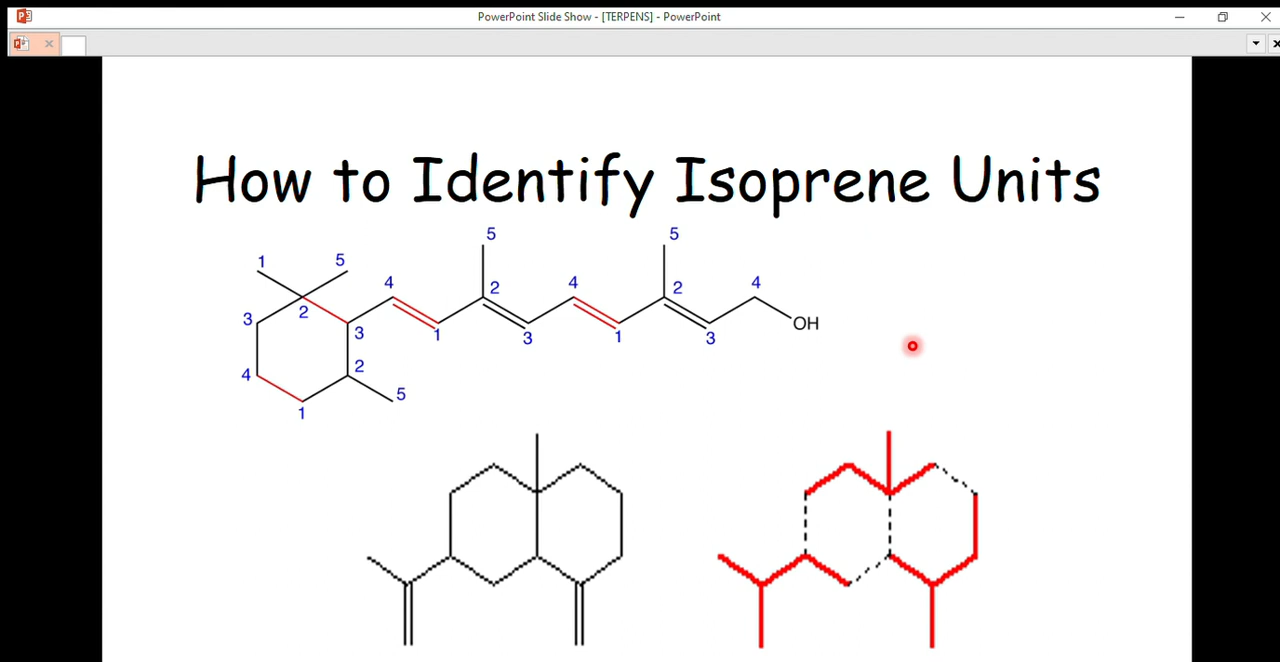 PowerPoint Slide Show - [TERPENS] - PowerPoint
How to Identify Isoprene Units
5 5
1 5 4 2 4 2 4
3 2 3 1 3 1 3 OH
4 2
1 5